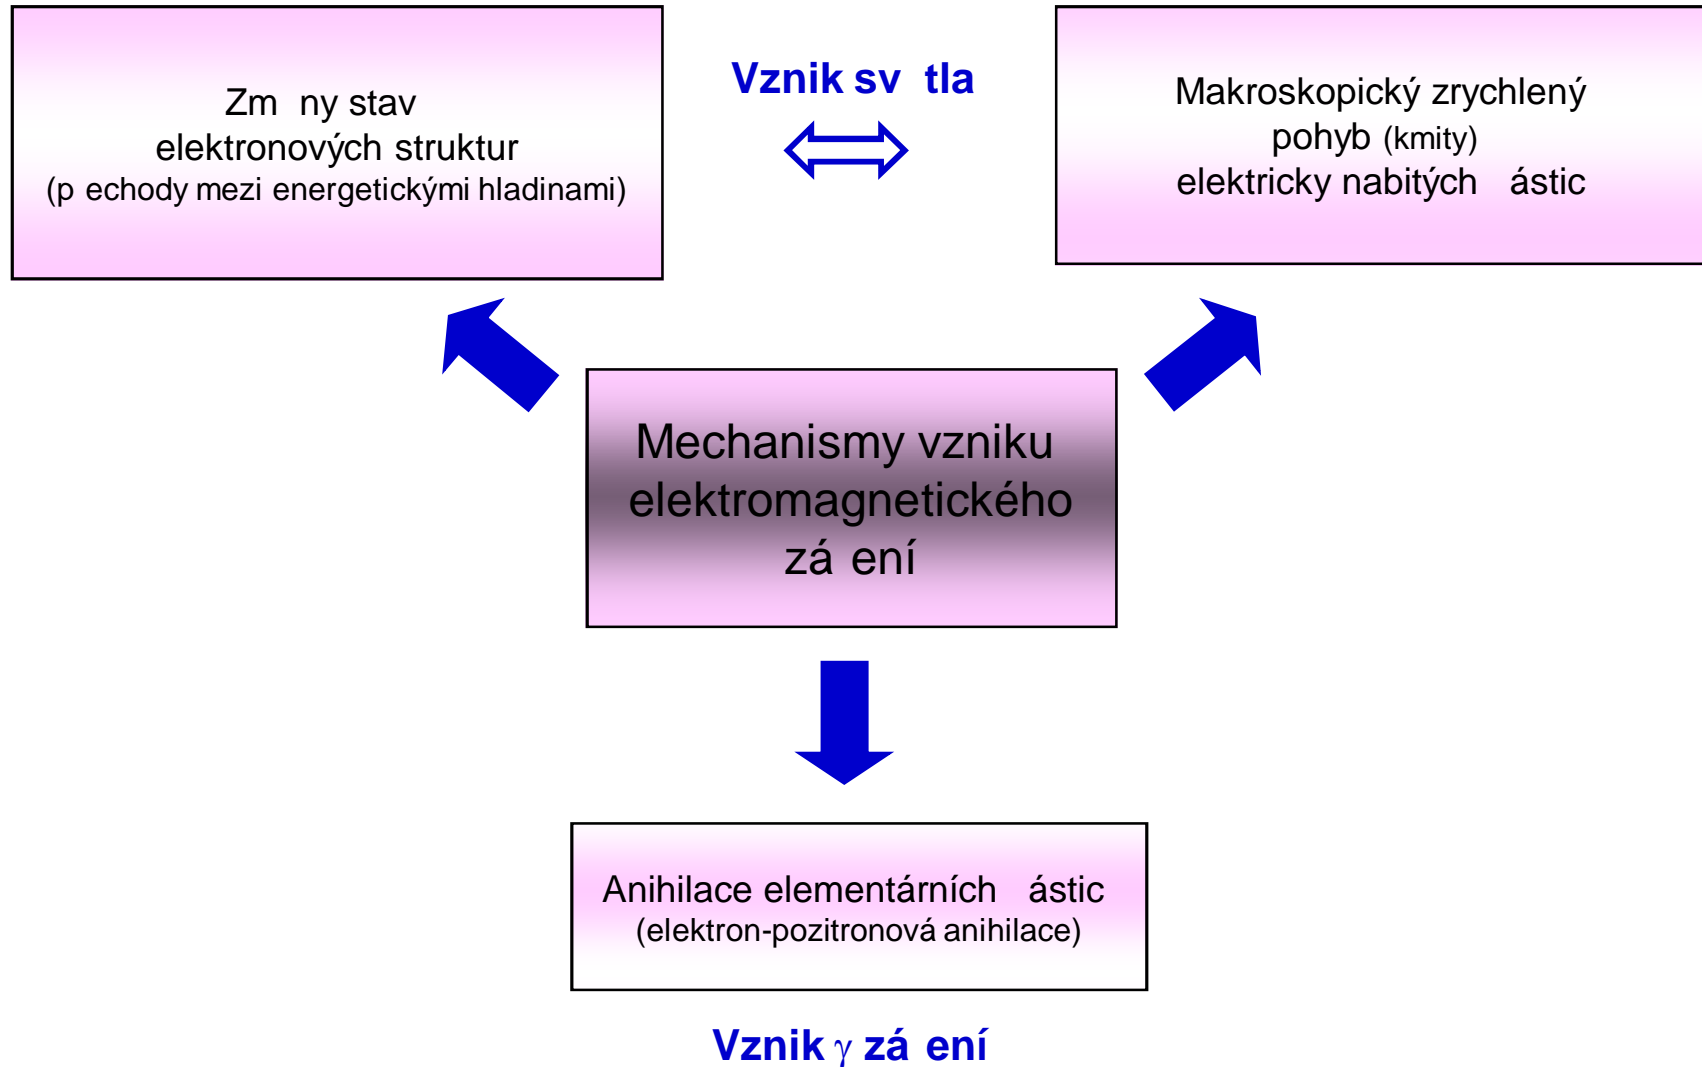 Zm ny stav
elektronových struktur
(p echody mezi energetickými hladinami)
Vznik sv tla
Makroskopický zrychlený
pohyb (kmity)
elektricky nabitých ástic
Mechanismy vzniku
elektromagnetického
zá ení
Anihilace elementárních ástic
(elektron-pozitronová anihilace)
Vznik γ zá ení